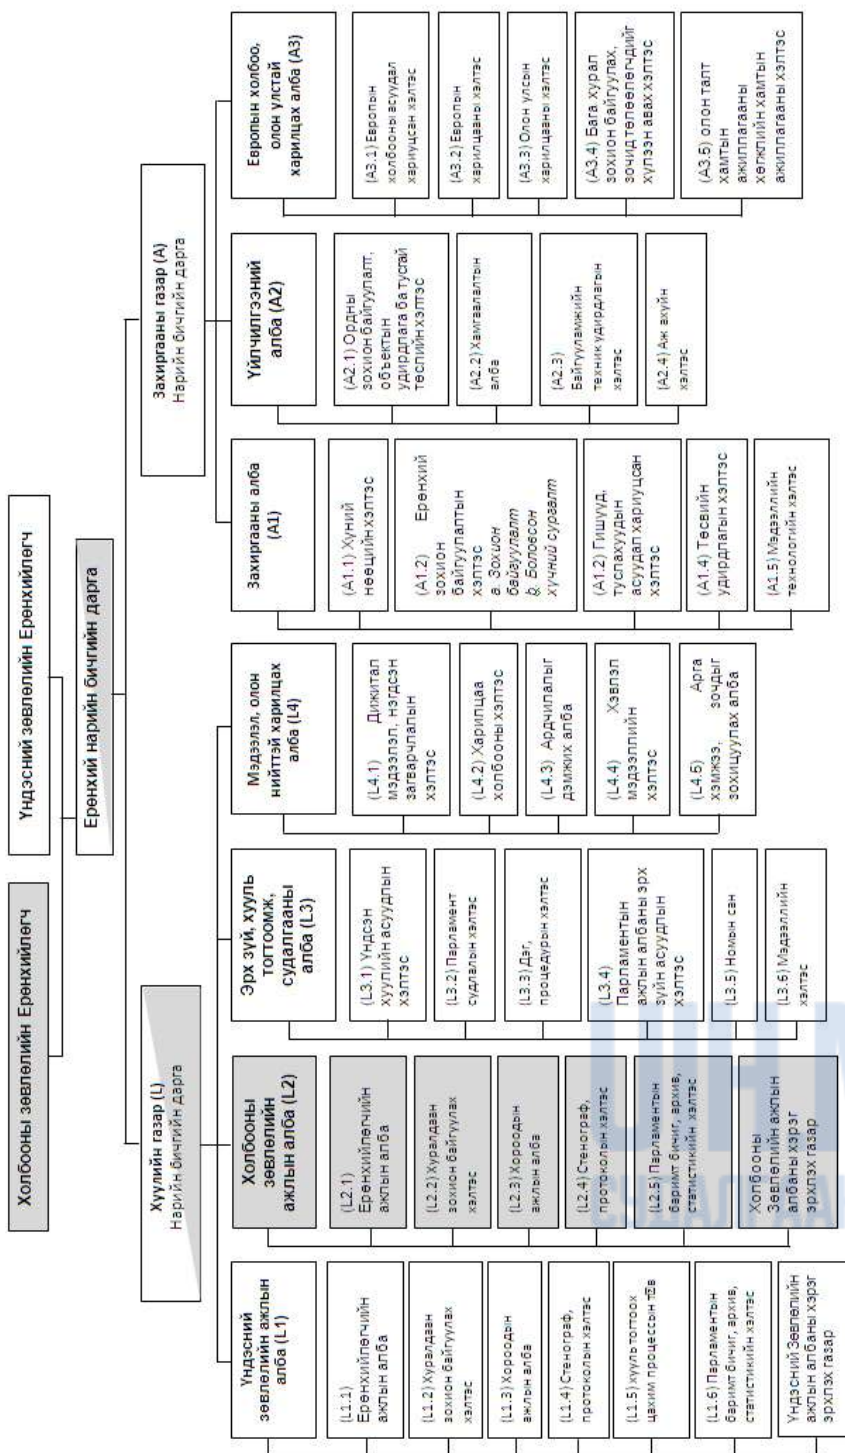 Холбооны зөвлөлийн Ерөнхийлөгч
Үндэсний зөвлөлийн Ерөнхийлөгч
Ерөнхий нарийн бичгийн дарга
Хуулийн газар (L)
Нарийн бичгийн дарга
Захиргааны газар (A)
Нарийн бичгийн дарга
Үндэсний
зөвлөлийн ажлын
алба (L1)
(L1.1)
Ерөнхийлөгчийн
ажлын алба
(L1.2) Хуралдаан
зохион байгуулах
хэлтэс
(L1.3) Хороодын
ажлын алба
(L1.4) Стенограф,
протоколын хэлтэс
(L1.5) хууль тогтоох
цахим процессын
(L1.6) Парламентын
баримт бичиг, архив,
статистикийн хэлтэс
Үндэсний Зөвлөлийн
ажлын албаны хэрэг
эрхлэх газар
Холбооны
зөвлөлийн
ажлын алба (L2)
(L2.1)
Ерөнхийлөгчийн
ажлын алба
(L2.2) Хуралдаан
зохион байгуулах
хэлтэс
(L2.3) Хороодын
ажлын алба
(L2.4) Стенограф,
протоколын хэлтэс
(L2.5) Парламентын
баримт бичиг, архив,
статистикийн хэлтэс
Холбооны
Зөвлөлийн ажлын
албаны хэрэг
эрхлэх газар
Эрх зүй, хууль
тогтоомж,
судалгааны
алба (L3)
(L3.1) Үндсэн
хуулийн асуудлын
хэлтэс
(L3.2) Парламент
судлалын хэлтэс
(L3.3) Дэг,
процедурын хэлтэс
(L3.4)
Парламентын
ажлын албаны эрх
зүйн асуудлын
хэлтэс
(L3.5) Номын сан
(L3.6) Мэдээллийн
хэлтэс
Мэдээлэл, олон
нийттэй харилцах
алба (L4)
(L4.1) Дижитал
мэдээлэл, нэгдсэн
загварчлалын
хэлтэс
(L4.2) Харилцаа
холбооны хэлтэс
(L4.3) Ардчиллыг
дэмжих алба
(L4.4) Хэвлэл
мэдээллийн
хэлтэс
(L4.5) Арга
хэмжээ, зочдыг
зохицуулах алба
Захиргааны алба
(A1)
(A1.1) Хүний
нөөцийн хэлтэс
(A1.2) Ерөнхий
зохион
байгуулалтын
хэлтэс
a. Зохион
байгуулалт
b. Боловсон
хүчний сургалт
(A1.2) Гишүүд,
туслахуудын
асуудал хариуцсан
хэлтэс
(A1.4) Төсвийн
удирдлагын хэлтэс
(A1.5) Мэдээллийн
технологийн хэлтэс
Үйлчилгээний
алба (A2)
(A2.1) Ордны
зохион байгуулалт,
объектын
удирдлага ба тусгай
төслийн хэлтэс
(A2.2) Хамгаалалтын
алба
(A2.3)
Байгууламжийн
техник удирдлагын
хэлтэс
(A2.4) Аж ахуйн
хэлтэс
Европын холбоо,
олон улстай
харилцах алба (A3)
(A3.1) Европын
холбооны асуудал
хариуцсан хэлтэс
(A3.2) Европын
харилцааны хэлтэс
(A3.3) Олон улсын
харилцааны хэлтэс
(A3.4) Бага хурал
зохион байгуулах,
зочид төлөөлөгчдийг
хүлээн авах хэлтэс
(A3.5) олон талт
хамтын
ажиллагааны
хөгжлийн хамтын
ажиллагааны хэлтэс